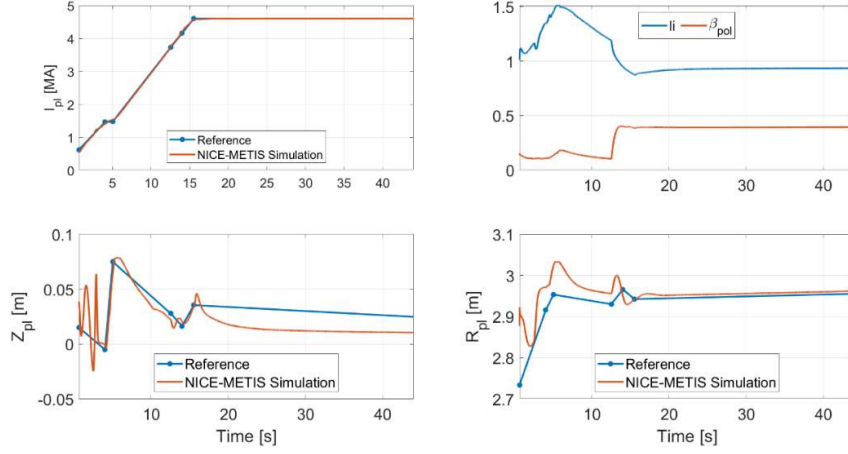 I_pl [MA]
5
4
3
2
1
0
Reference
NICE-METIS Simulation
5 10 15 20 25 30 35 40
1.5
1
0.5
0
li β_pol
10 20 30 40
Z_pl [m]
0.1
0.05
0
-0.05
Reference
NICE-METIS Simulation
10 20 30 40
Time [s]
R_pl [m]
3.1
3
2.9
2.8
2.7
Reference
NICE-METIS Simulation
10 20 30 40
Time [s]